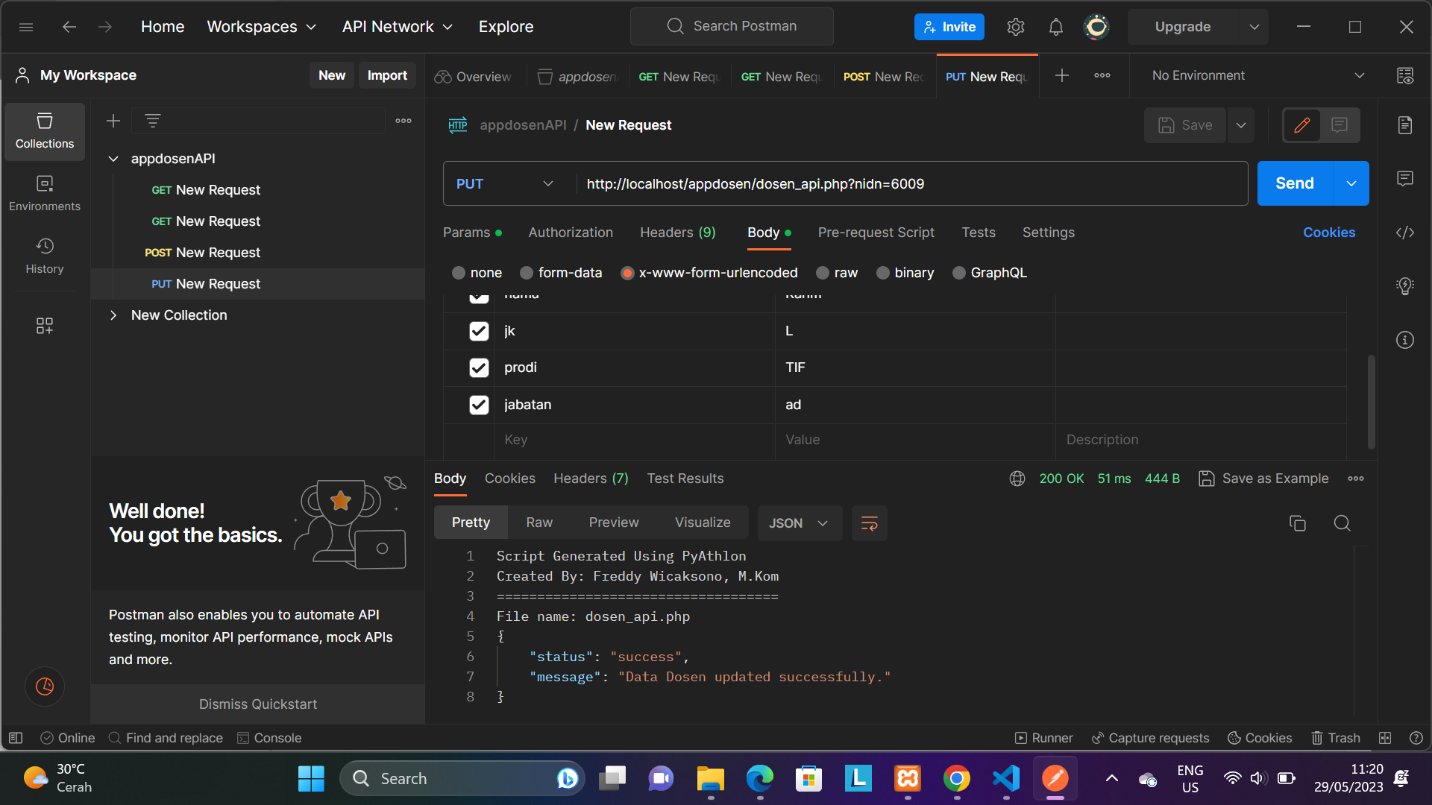 Home Workspaces API Network Explore Search Postman Invite Upgrade
My Workspace New Import Overview appdosen GET New Requ GET New Requ POST New Rec PUT New Requ No Environment
HTTP appdosenAPI / New Request Save
Collections
Environments
History
appdosenAPI
GET New Request
GET New Request
POST New Request
PUT New Request
New Collection
PUT http://localhost/appdosen/dosen_api.php?nidn=6009 Send
Params Authorization Headers (9) Body Pre-request Script Tests Settings Cookies
none form-data x-www-form-urlencoded raw binary GraphQL
nama
jk L
prodi TIF
jabatan ad
Key Value Description
Body Cookies Headers (7) Test Results 200 OK 51 ms 444 B Save as Example
Pretty Raw Preview Visualize JSON
1 Script Generated Using PyAthlon
2 Created By: Freddy Wicaksono, M.Kom
3 ===================================
4 File name: dosen_api.php
5 {
6 "status": "success",
7 "message": "Data Dosen updated successfully."
8 }
Well done!
You got the basics.
Postman also enables you to automate API
testing, monitor API performance, mock APIs
and more.
Dismiss Quickstart
Online Find and replace Console Runner Capture requests Cookies Trash
30°C
Cerah
Search
L
ENG
US
11:20
29/05/2023